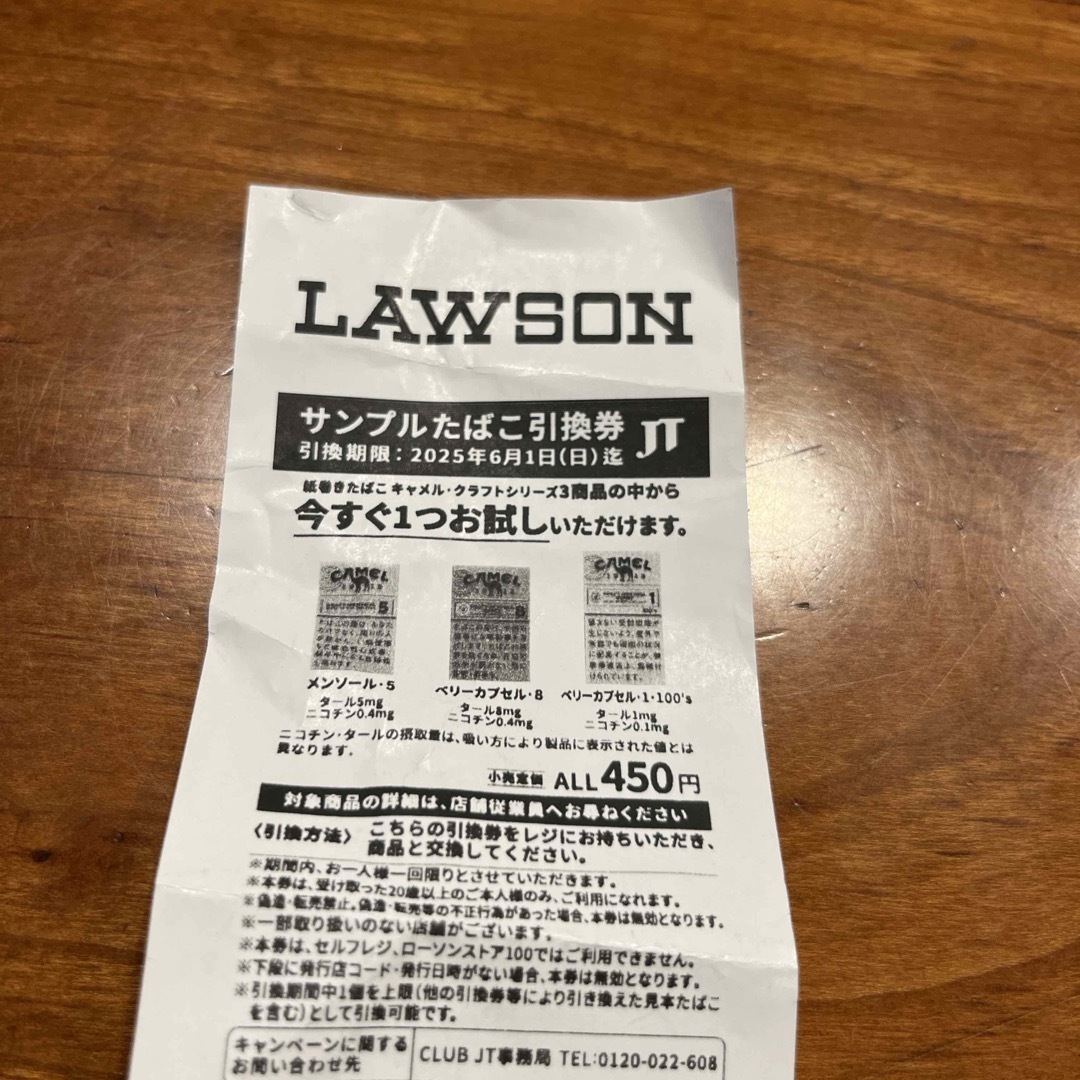 LAWSON
サンプルたばこ引換券 JT
引換期限：2025年6月1日(日)迄
紙巻きたばこ キャメル・クラフトシリーズ3商品の中から
今すぐ1つお試しいただけます。
CAMEL CAMEL CAMEL
5 8 1
メンソール・5 ベリーカプセル・8 ベリーカプセル・1・100's
タール5mg タール8mg タール1mg
ニコチン0.4mg ニコチン0.4mg ニコチン0.1mg
ニコチン・タールの摂取量は、吸い方により製品に表示された値とは
異なります。
小売定価 ALL450円
対象商品の詳細は、店舗従業員へお尋ねください
〈引換方法〉 こちらの引換券をレジにお持ちいただき、
商品と交換してください。
※期間内、お一人様一回限りとさせていただきます。
※本券は、受け取った20歳以上のご本人様のみ、ご利用になれます。
※偽造・転売禁止。偽造・転売等の不正行為があった場合、本券は無効となります。
※一部取り扱いのない店舗がございます。
※本券は、セルフレジ、ローソンストア100ではご利用できません。
※下段に発行店コード・発行日時がない場合、本券は無効となります。
※引換期間中1個を上限(他の引換券等により引き換えた見本たばこ
を含む)として引換可能です。
キャンペーンに関する
お問い合わせ先
CLUB JT事務局 TEL:0120-022-608